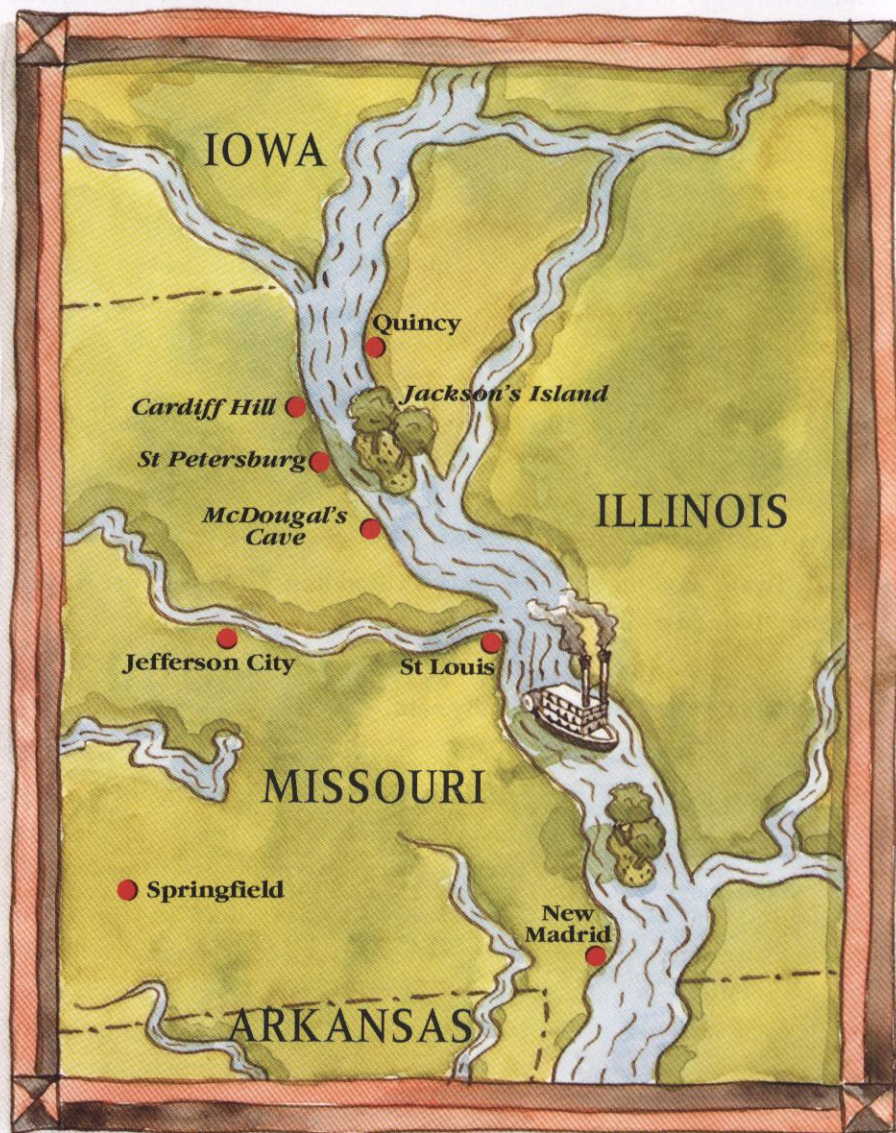 IOWA
Quincy
Jackson's Island
Cardiff Hill
St Petersburg
McDougal's
Cave
ILLINOIS
Jefferson City
St Louis
MISSOURI
Springfield
New
Madrid
ARKANSAS